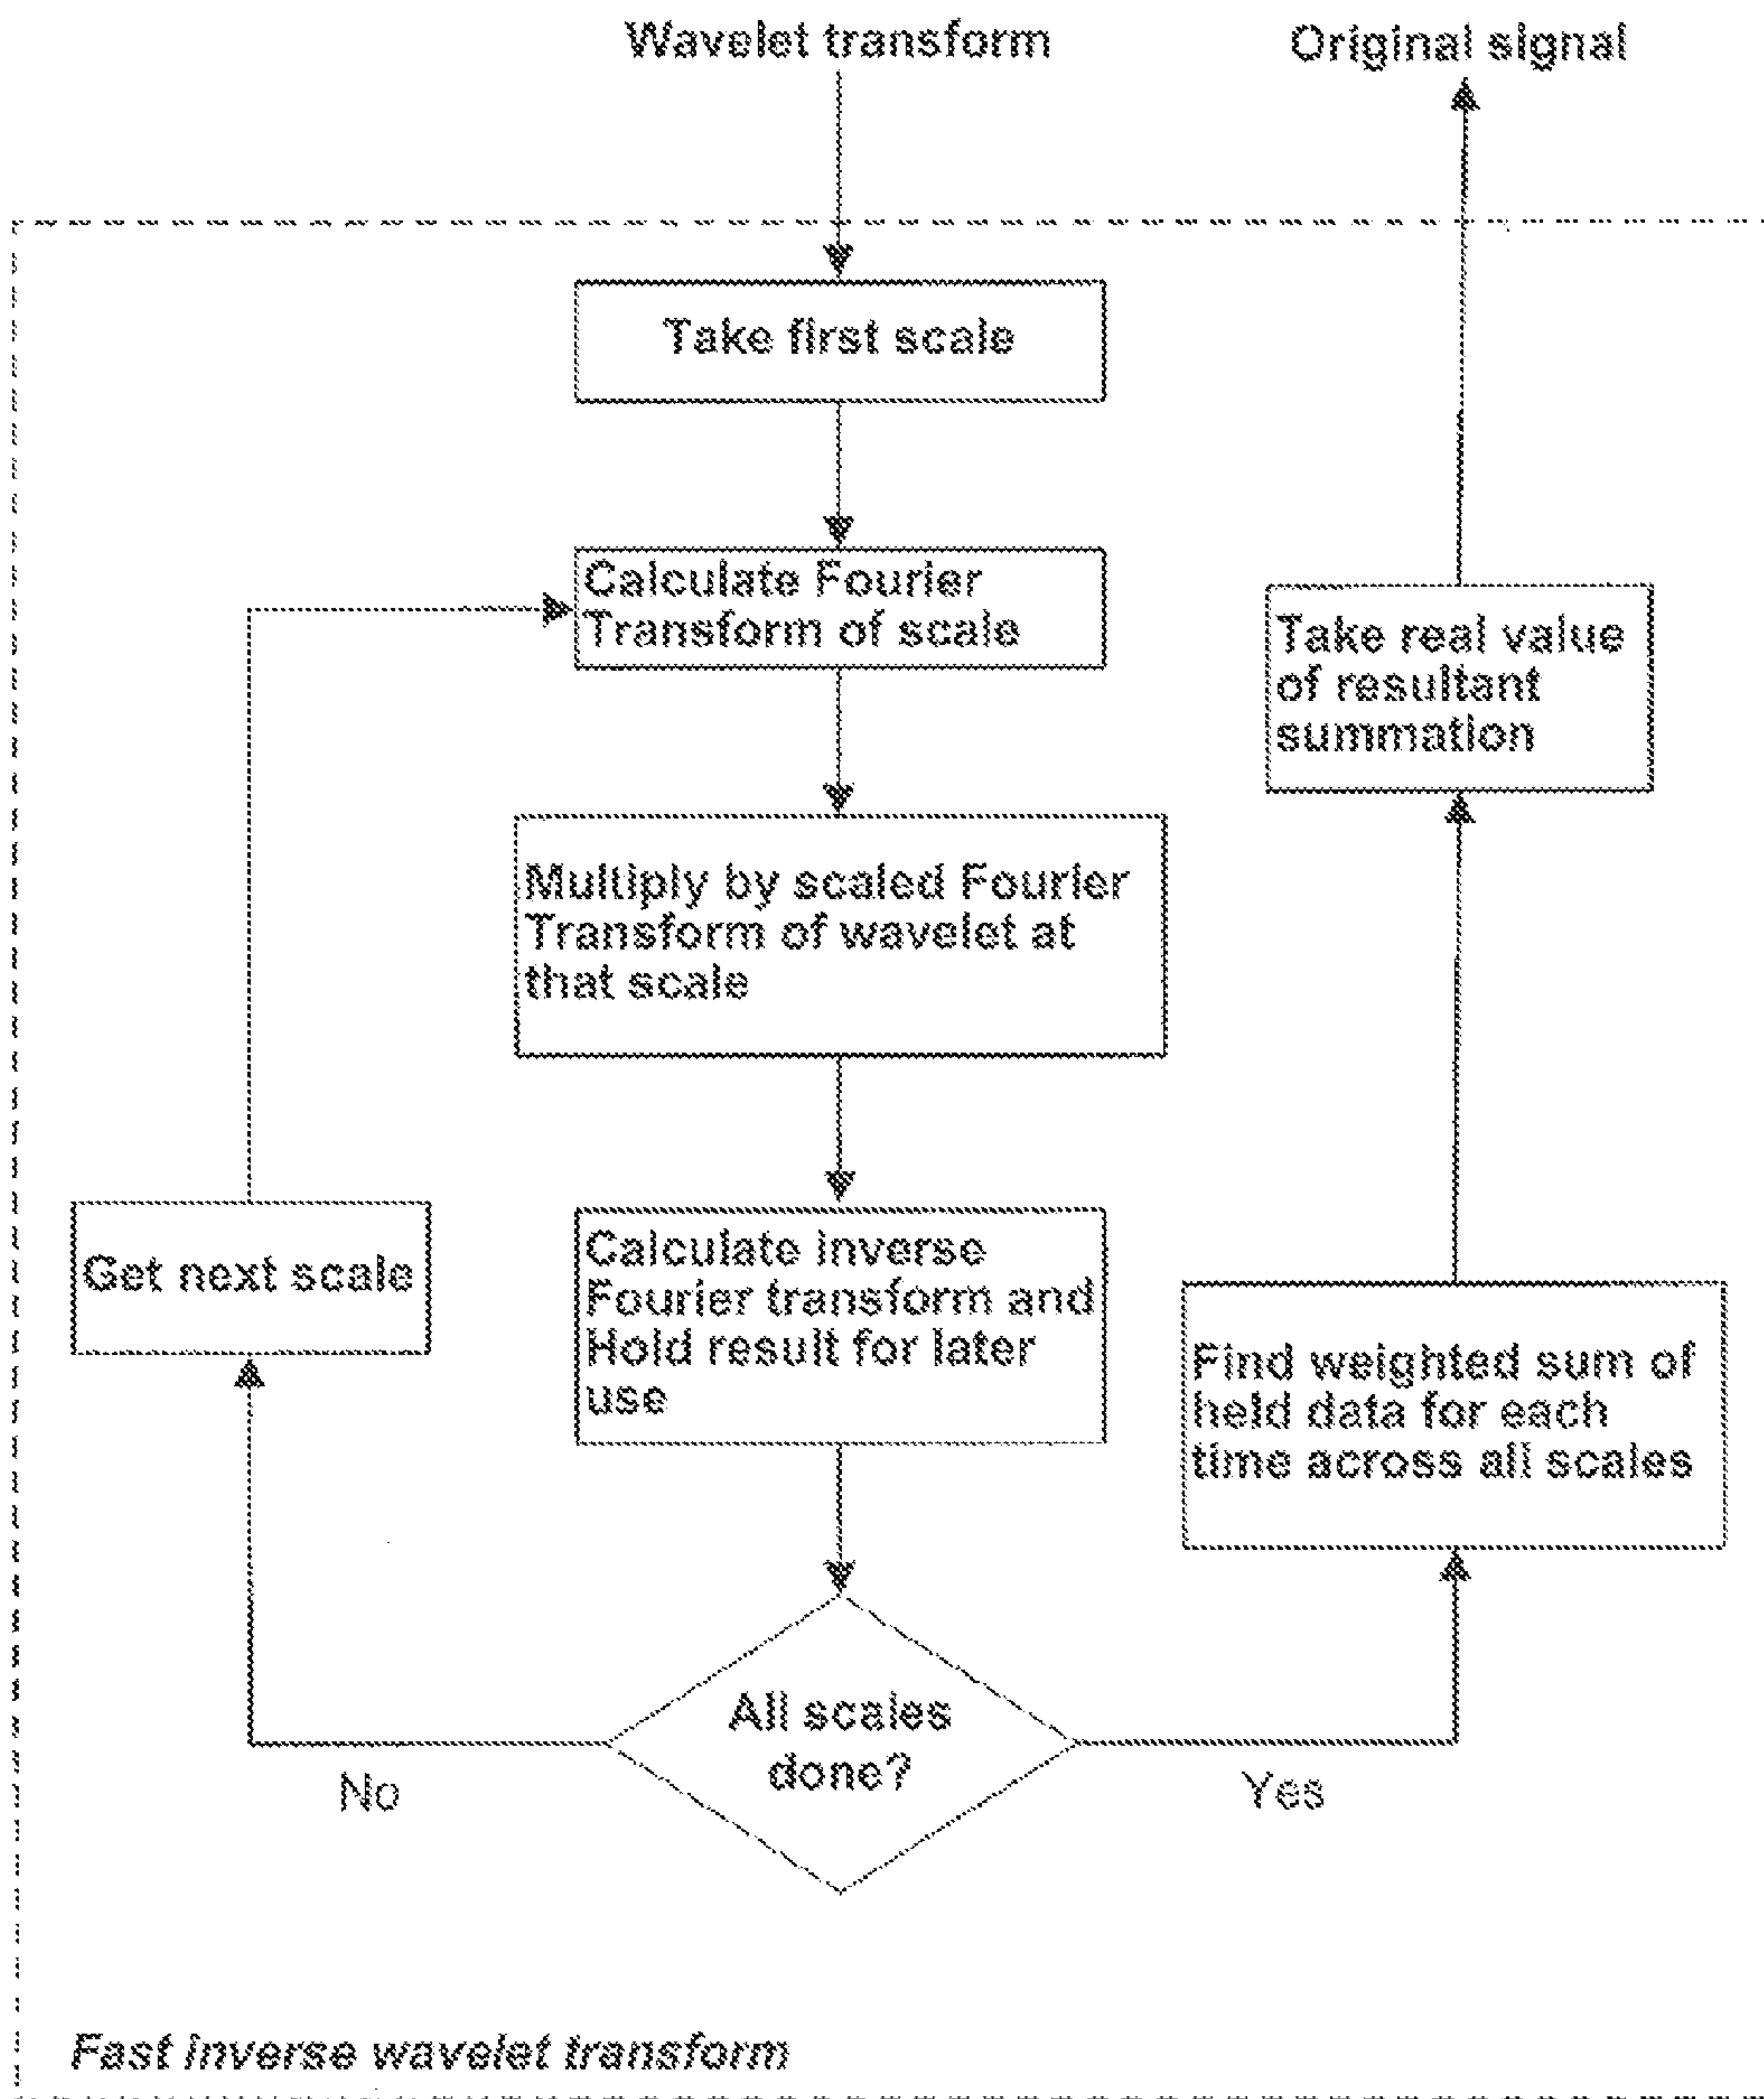 Wavelet transform
Original signal
Take first scale
Calculate Fourier
Transform of scale
Take real value
of resultant
summation
Multiply by scaled Fourier
Transform of wavelet at
that scale
Get next scale
Calculate inverse
Fourier transform and
Hold result for later
use
Find weighted sum of
held data for each
time across all scales
All scales
done?
No
Yes
Fast inverse wavelet transform